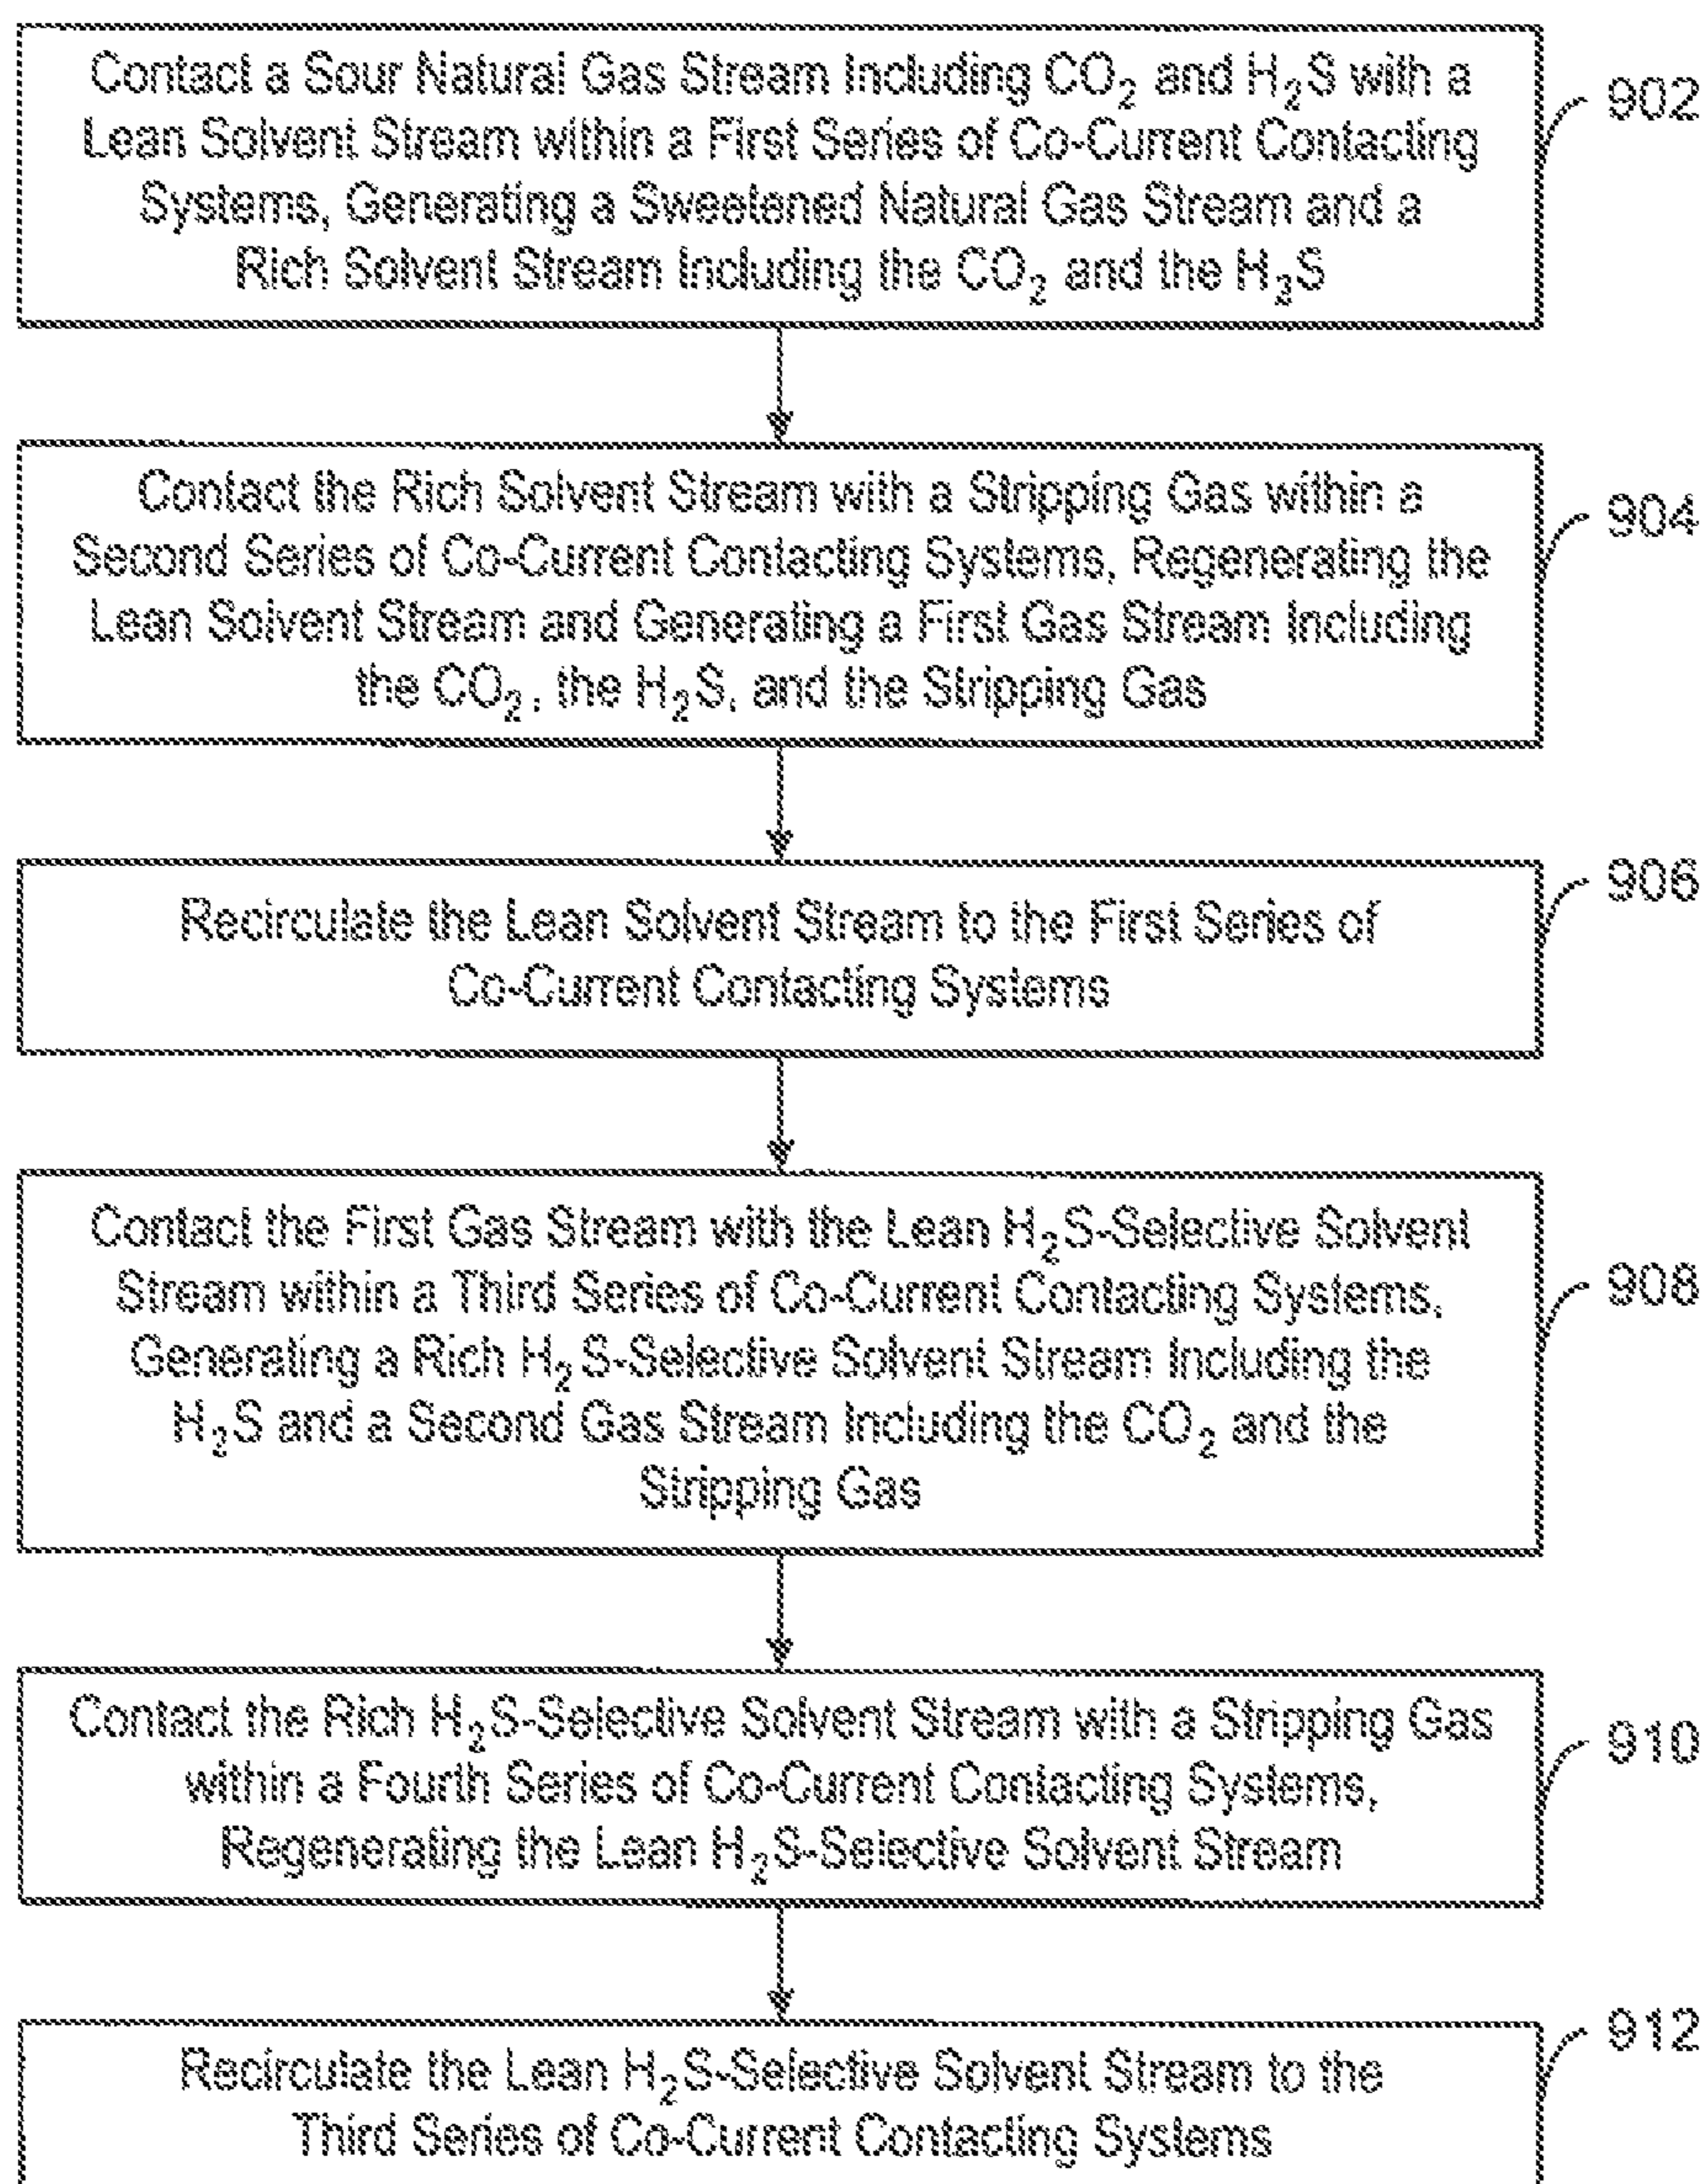 Contact a Sour Natural Gas Stream Including CO₂ and H₂S with a
Lean Solvent Stream within a First Series of Co-Current Contacting
Systems, Generating a Sweetened Natural Gas Stream and a
Rich Solvent Stream Including the CO₂ and the H₂S
902
Contact the Rich Solvent Stream with a Stripping Gas within a
Second Series of Co-Current Contacting Systems, Regenerating the
Lean Solvent Stream and Generating a First Gas Stream Including
the CO₂, the H₂S, and the Stripping Gas
904
Recirculate the Lean Solvent Stream to the First Series of
Co-Current Contacting Systems
906
Contact the First Gas Stream with the Lean H₂S-Selective Solvent
Stream within a Third Series of Co-Current Contacting Systems,
Generating a Rich H₂S-Selective Solvent Stream Including the
H₂S and a Second Gas Stream Including the CO₂ and the
Stripping Gas
908
Contact the Rich H₂S-Selective Solvent Stream with a Stripping Gas
within a Fourth Series of Co-Current Contacting Systems,
Regenerating the Lean H₂S-Selective Solvent Stream
910
Recirculate the Lean H₂S-Selective Solvent Stream to the
Third Series of Co-Current Contacting Systems
912